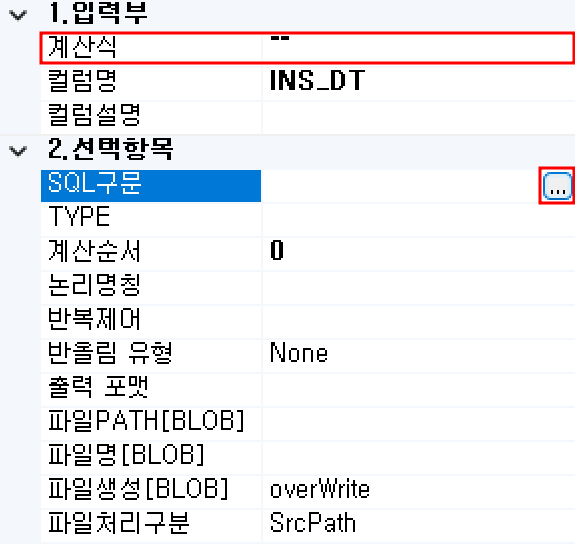 1.입력부
계산식 ""
컬럼명 INS_DT
컬럼설명
2.선택항목
SQL구문 ...
TYPE
계산순서 0
논리명칭
반복제어
반올림 유형 None
출력 포맷
파일PATH[BLOB]
파일명[BLOB]
파일생성[BLOB] overWrite
파일처리구분 SrcPath